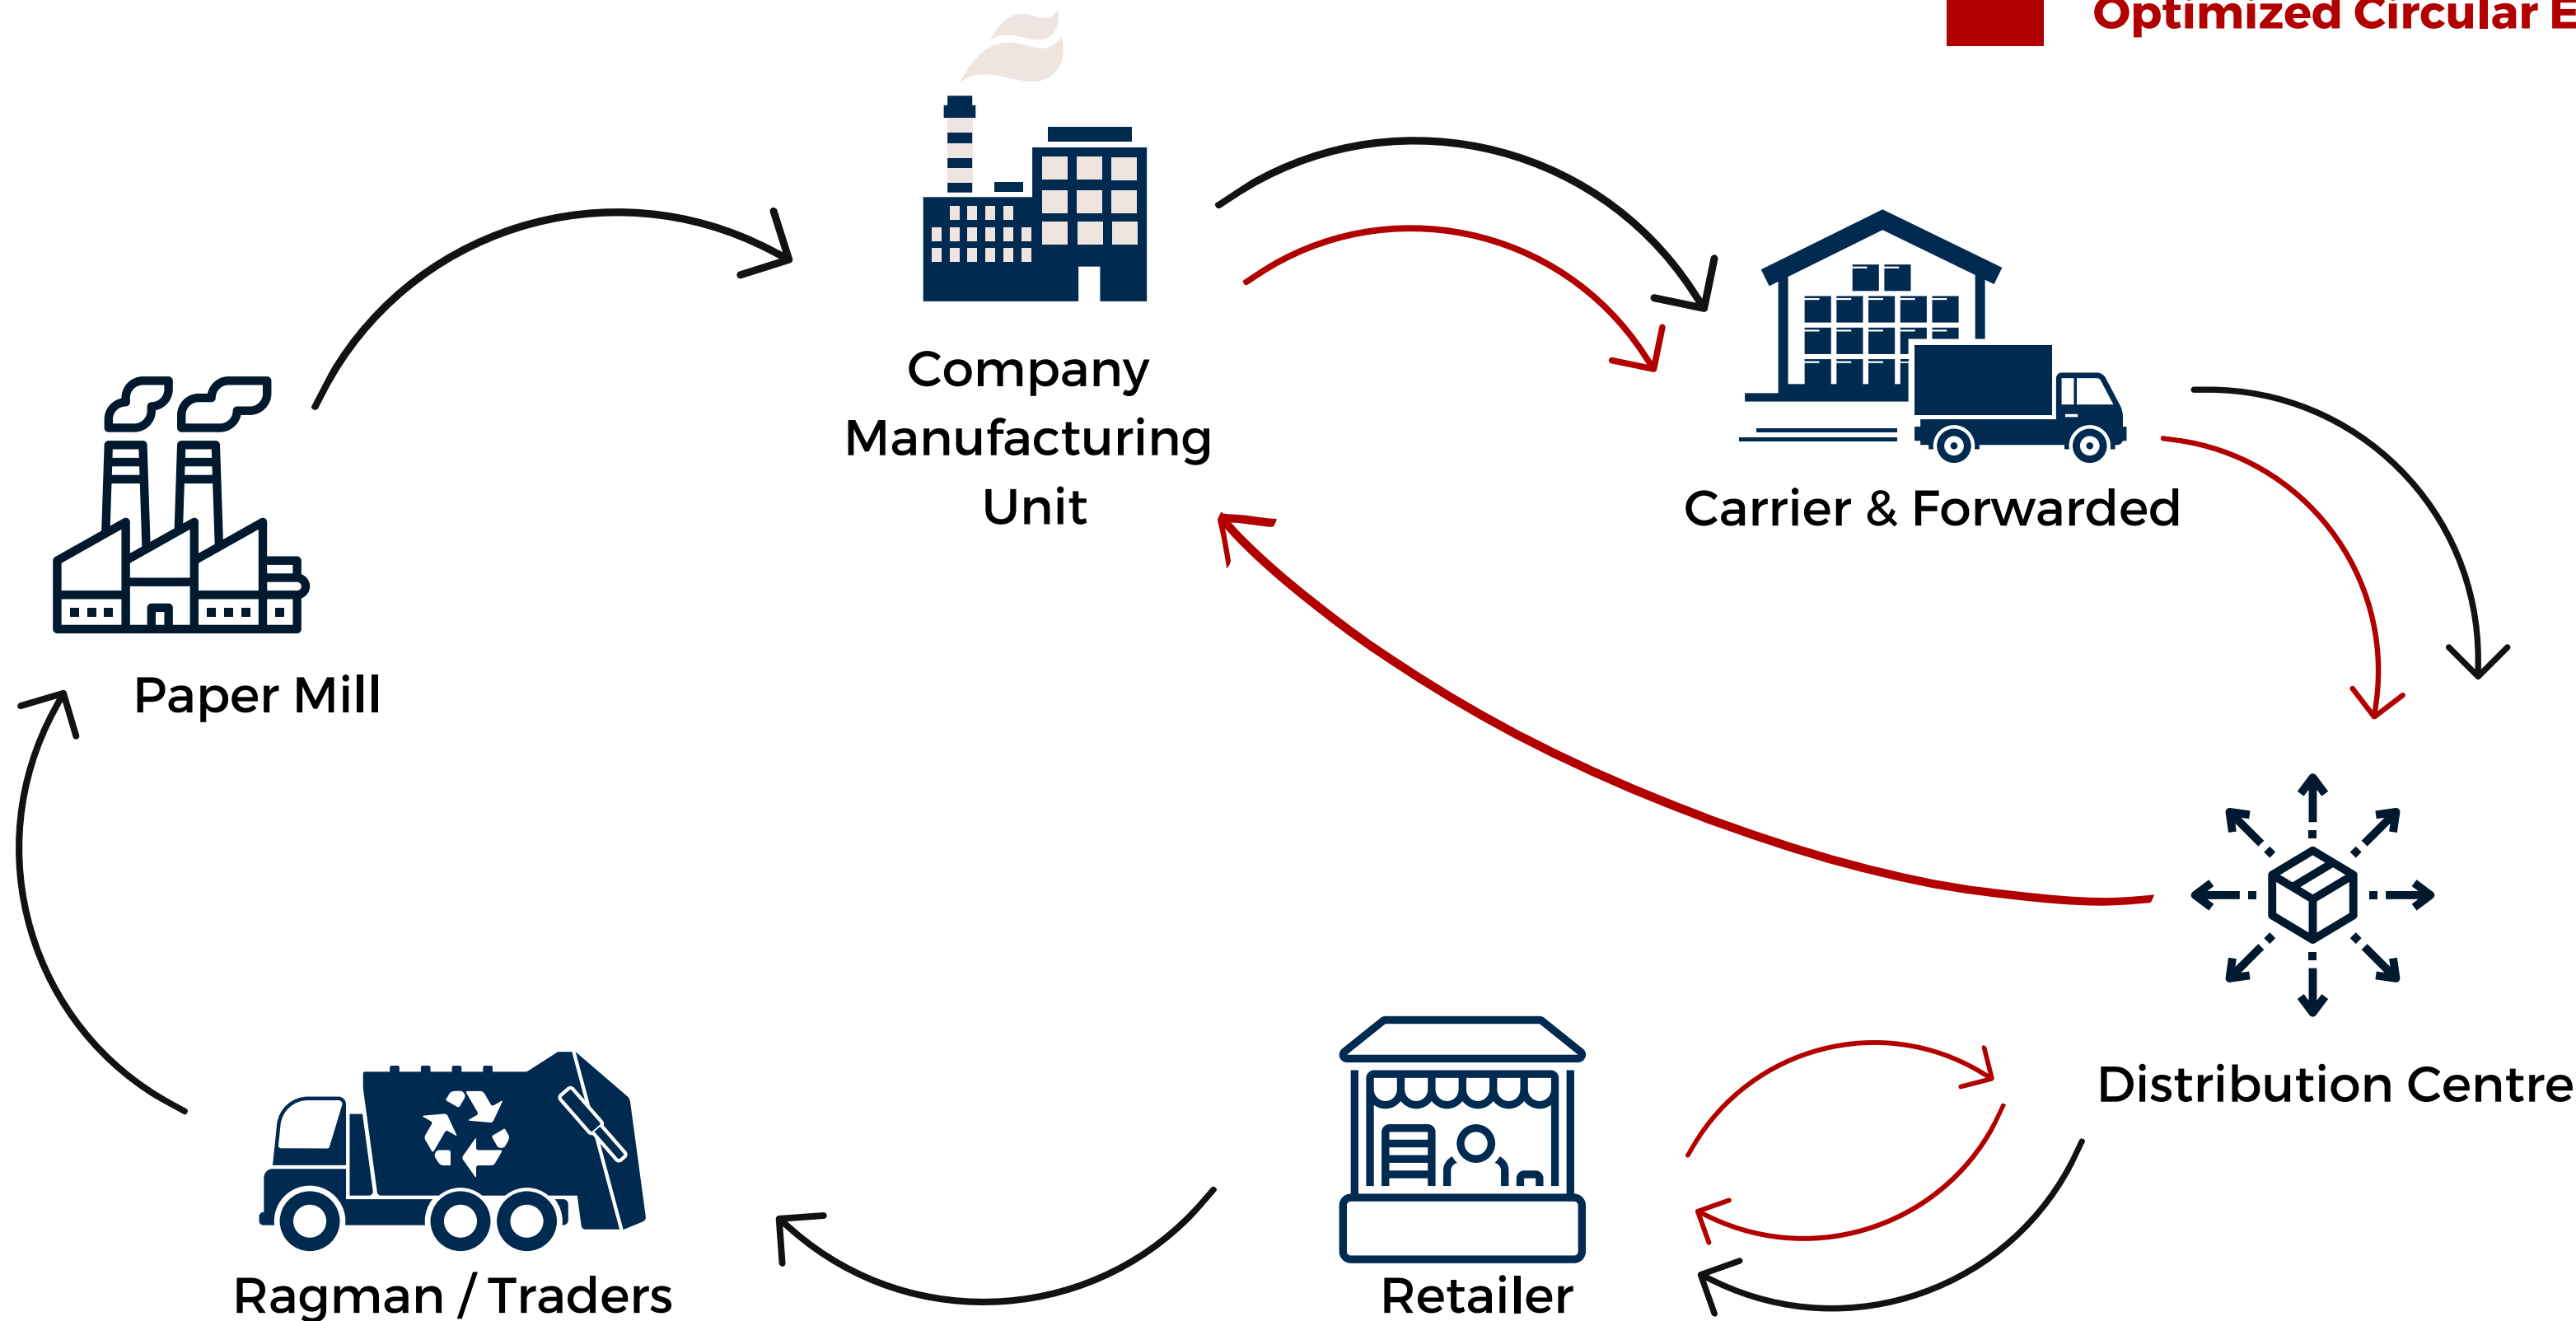 Optimized Circular E
Company
Manufacturing
Unit
Carrier & Forwarded
Paper Mill
Distribution Centre
Ragman / Traders
Retailer